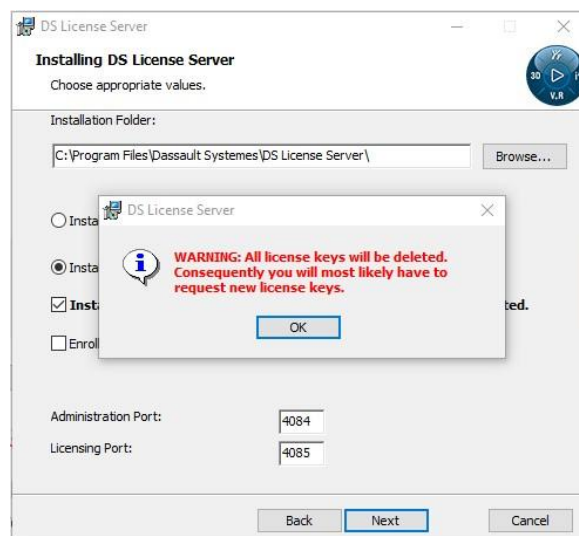 DS License Server
Installing DS License Server
Choose appropriate values.
3D
V.R
Installation Folder:
C:\Program Files\Dassault Systemes\DS License Server\
Browse...
DS License Server
WARNING: All license keys will be deleted.
Consequently you will most likely have to
request new license keys.
OK
ted.
Administration Port:
4084
Licensing Port:
4085
Back
Next
Cancel